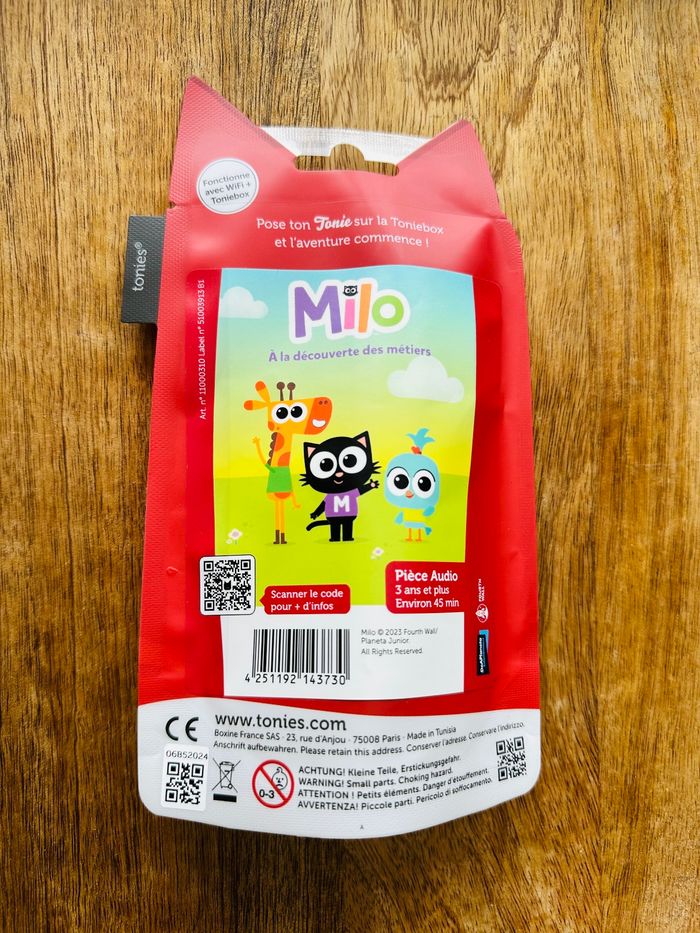 Fonctionne
avec WiFi +
Toniebox
Pose ton Tonie sur la Toniebox
et l'aventure commence !
tonies®
Art. n° 11000310 Label n° 51003913 B1
Milo
À la découverte des métiers
M
Scanner le code
pour + d'infos
Pièce Audio
3 ans et plus
Environ 45 min
FOURTH
WALL
DeAPlaneta
Milo © 2023 Fourth Wall/
Planeta Junior.
All Rights Reserved.
4 251192 143730
CE www.tonies.com
Boxine France SAS · 23, rue d'Anjou · 75008 Paris · Made in Tunisia
Anschrift aufbewahren. Please retain this address. Conserver l'adresse. Conservare l'indirizzo.
06852024
0-3
ACHTUNG! Kleine Teile, Erstickungsgefahr.
WARNING! Small parts. Choking hazard.
ATTENTION ! Petits éléments. Danger d'étouffement.
AVVERTENZA! Piccole parti. Pericolo di soffocamento.